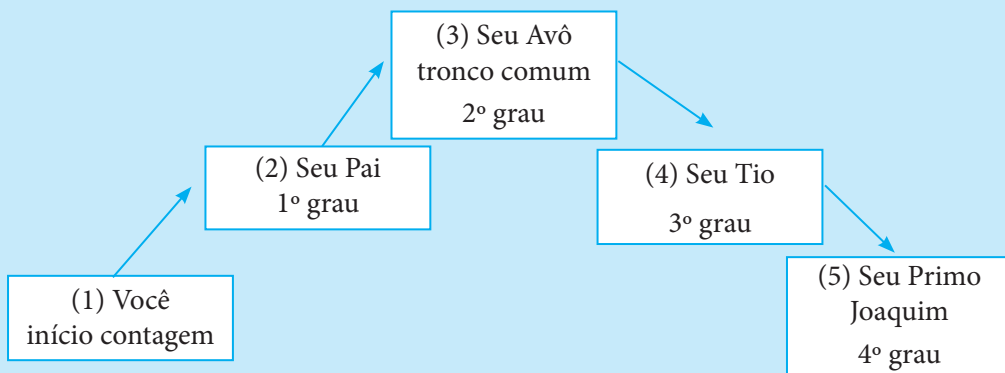 (3) Seu Avô
tronco comum
2º grau
(2) Seu Pai
1º grau
(4) Seu Tio
3º grau
(1) Você
início contagem
(5) Seu Primo
Joaquim
4º grau